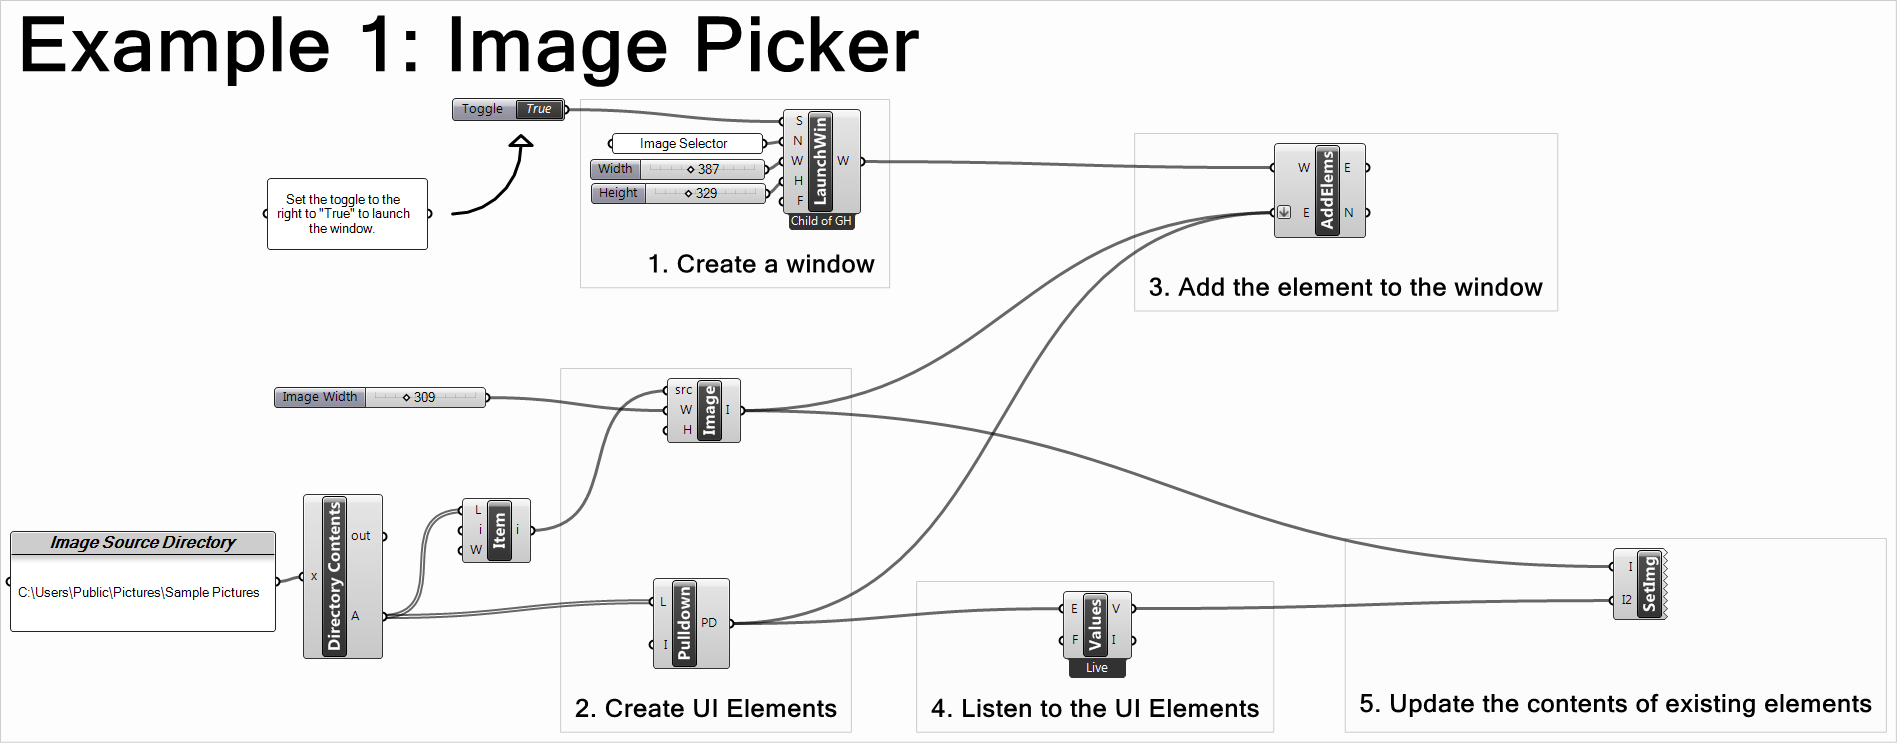 Example 1: Image Picker
Toggle True
Set the toggle to the
right to "True" to launch
the window.
Image Selector
Width 387
Height 329
S
N
W
H
F
LaunchWin
W
Child of GH
1. Create a window
W
E
AddElems
E
N
3. Add the element to the window
Image Width 309
src
W
H
Image
I
Image Source Directory
C:\Users\Public\Pictures\Sample Pictures
x
Directory Contents
out
A
L
i
W
Item
i
L
I
Pulldown
PD
2. Create UI Elements
E
F
Values
V
I
Live
4. Listen to the UI Elements
I
I2
SetImg
5. Update the contents of existing elements